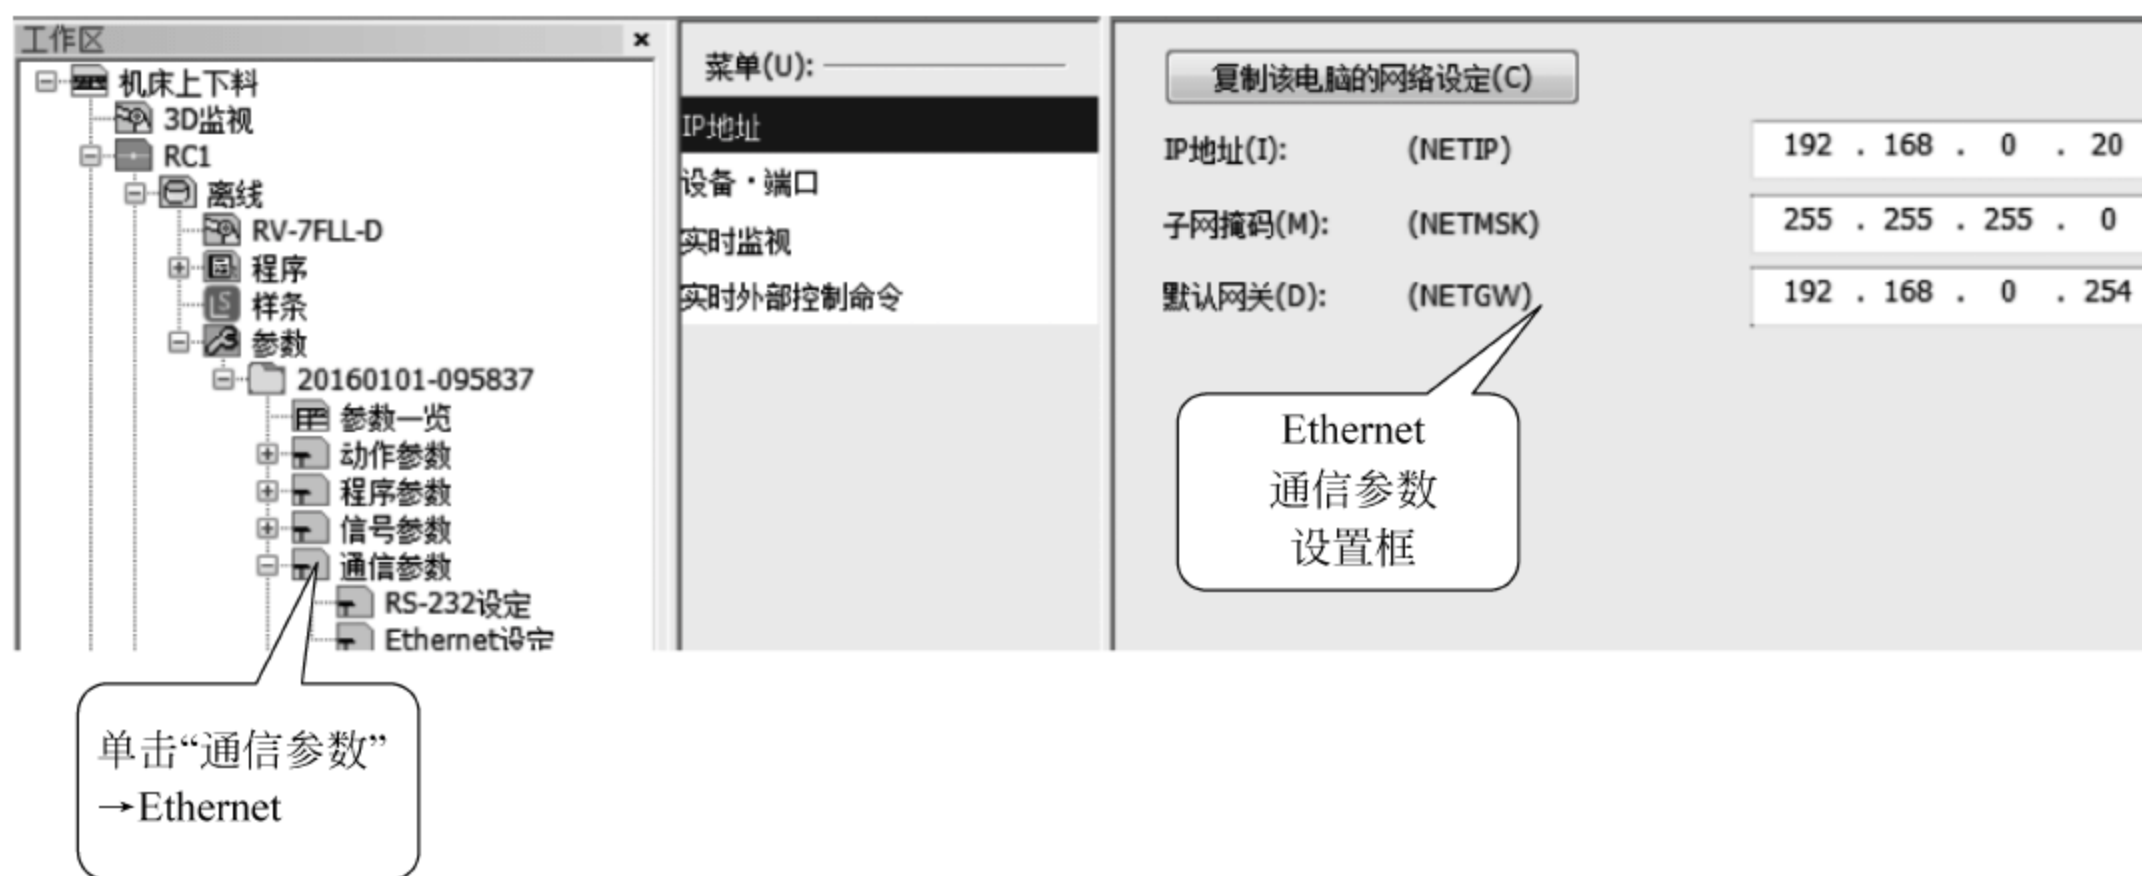 工作区
机床上下料
3D监视
RC1
离线
RV-7FLL-D
程序
样条
参数
20160101-095837
参数一览
动作参数
程序参数
信号参数
通信参数
RS-232设定
Ethernet设定
单击“通信参数”
→Ethernet
菜单(U):
IP地址
设备・端口
实时监视
实时外部控制命令
复制该电脑的网络设定(C)
IP地址(I): (NETIP) 192 . 168 . 0 . 20
子网掩码(M): (NETMSK) 255 . 255 . 255 . 0
默认网关(D): (NETGW) 192 . 168 . 0 . 254
Ethernet
通信参数
设置框